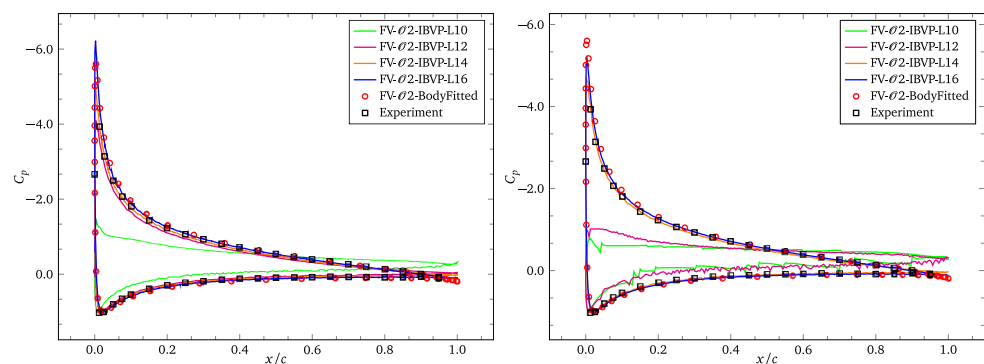 −6.0
−4.0
−2.0
0.0
C_p
0.0 0.2 0.4 0.6 0.8 1.0
x/c
FV-𝒪2-IBVP-L10
FV-𝒪2-IBVP-L12
FV-𝒪2-IBVP-L14
FV-𝒪2-IBVP-L16
FV-𝒪2-BodyFitted
Experiment
−6.0
−4.0
−2.0
0.0
C_p
0.0 0.2 0.4 0.6 0.8 1.0
x/c
FV-𝒪2-IBVP-L10
FV-𝒪2-IBVP-L12
FV-𝒪2-IBVP-L14
FV-𝒪2-IBVP-L16
FV-𝒪2-BodyFitted
Experiment